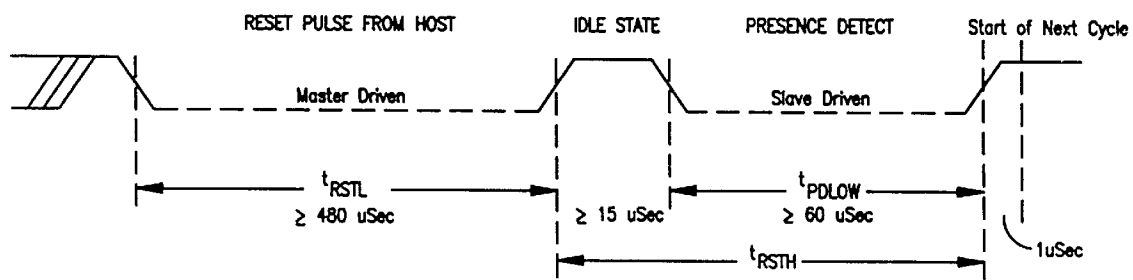 RESET PULSE FROM HOST IDLE STATE PRESENCE DETECT Start of Next Cycle
Master Driven Slave Driven
tRSTL tPDLOW
≥ 480 uSec ≥ 15 uSec ≥ 60 uSec
1uSec
tRSTH